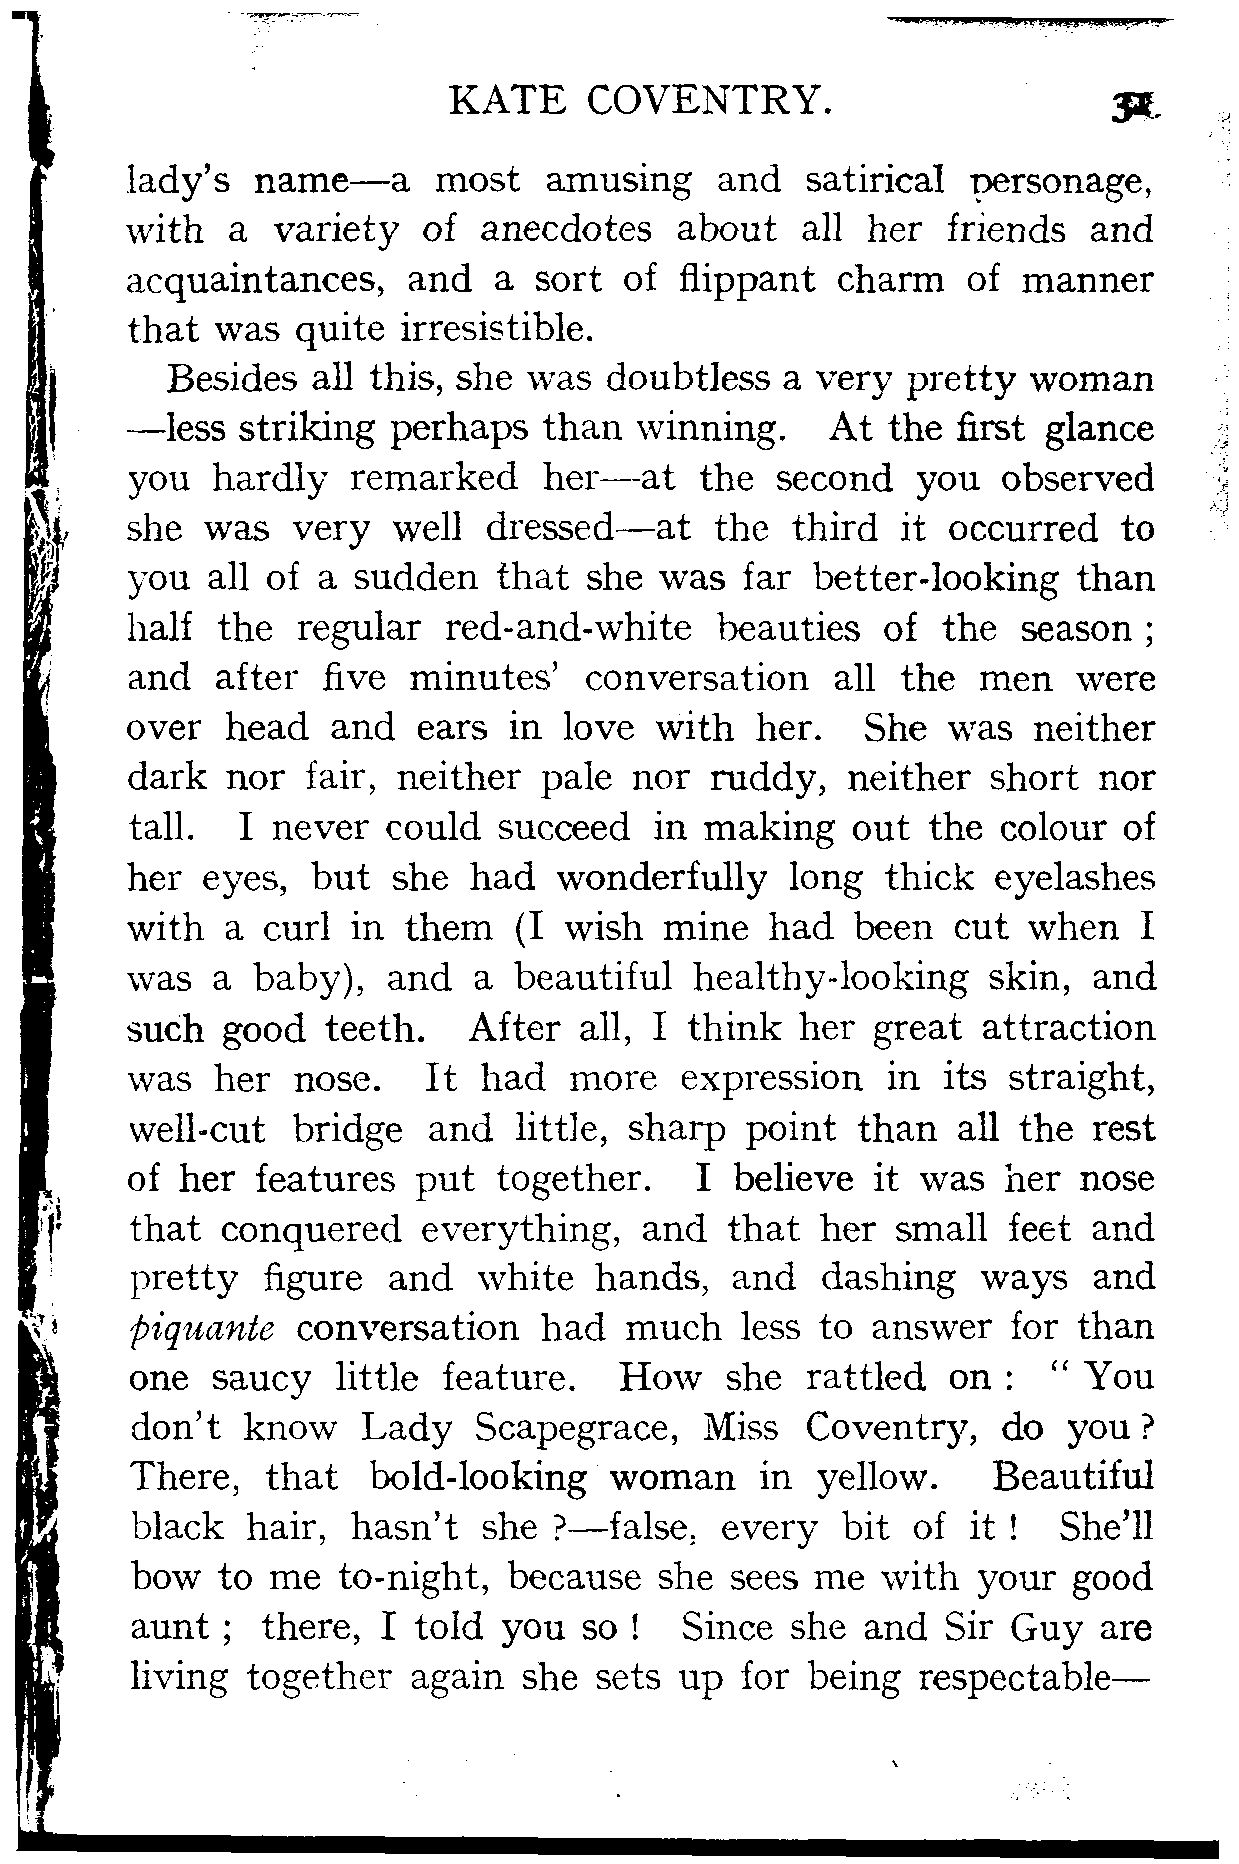 KATE COVENTRY.
lady's name—a most amusing and satirical personage,
with a variety of anecdotes about all her friends and
acquaintances, and a sort of flippant charm of manner
that was quite irresistible.
Besides all this, she was doubtless a very pretty woman
—less striking perhaps than winning. At the first glance
you hardly remarked her—at the second you observed
she was very well dressed—at the third it occurred to
you all of a sudden that she was far better-looking than
half the regular red-and-white beauties of the season ;
and after five minutes' conversation all the men were
over head and ears in love with her. She was neither
dark nor fair, neither pale nor ruddy, neither short nor
tall. I never could succeed in making out the colour of
her eyes, but she had wonderfully long thick eyelashes
with a curl in them (I wish mine had been cut when I
was a baby), and a beautiful healthy-looking skin, and
such good teeth. After all, I think her great attraction
was her nose. It had more expression in its straight,
well-cut bridge and little, sharp point than all the rest
of her features put together. I believe it was her nose
that conquered everything, and that her small feet and
pretty figure and white hands, and dashing ways and
piquante conversation had much less to answer for than
one saucy little feature. How she rattled on : “ You
don't know Lady Scapegrace, Miss Coventry, do you ?
There, that bold-looking woman in yellow. Beautiful
black hair, hasn't she ?—false, every bit of it ! She'll
bow to me to-night, because she sees me with your good
aunt ; there, I told you so ! Since she and Sir Guy are
living together again she sets up for being respectable—